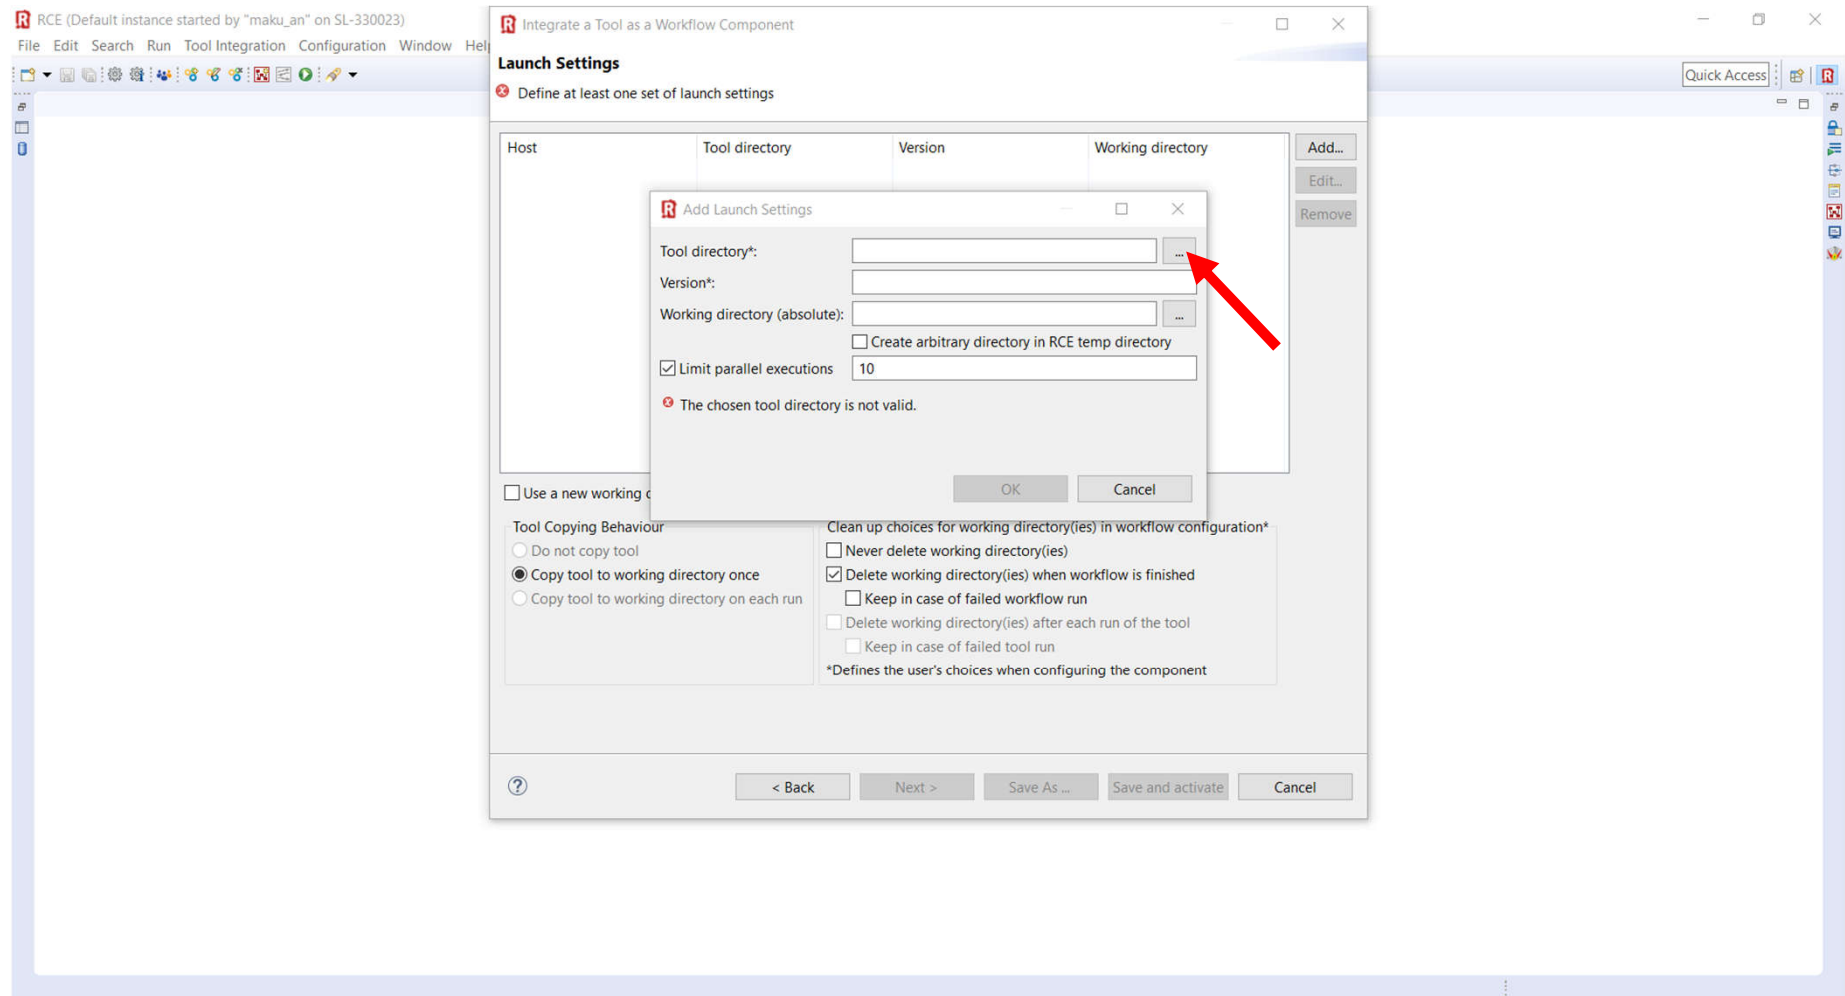 RCE (Default instance started by "maku_an" on SL-330023)
File Edit Search Run Tool Integration Configuration Window Help
Quick Access
Integrate a Tool as a Workflow Component
Launch Settings
Define at least one set of launch settings
Host Tool directory Version Working directory
Add...
Edit...
Remove
Add Launch Settings
Tool directory*: ...
Version*:
Working directory (absolute): ...
Create arbitrary directory in RCE temp directory
Limit parallel executions 10
The chosen tool directory is not valid.
OK Cancel
Use a new working
Tool Copying Behaviour
Do not copy tool
Copy tool to working directory once
Copy tool to working directory on each run
Clean up choices for working directory(ies) in workflow configuration*
Never delete working directory(ies)
Delete working directory(ies) when workflow is finished
Keep in case of failed workflow run
Delete working directory(ies) after each run of the tool
Keep in case of failed tool run
*Defines the user's choices when configuring the component
< Back Next > Save As ... Save and activate Cancel